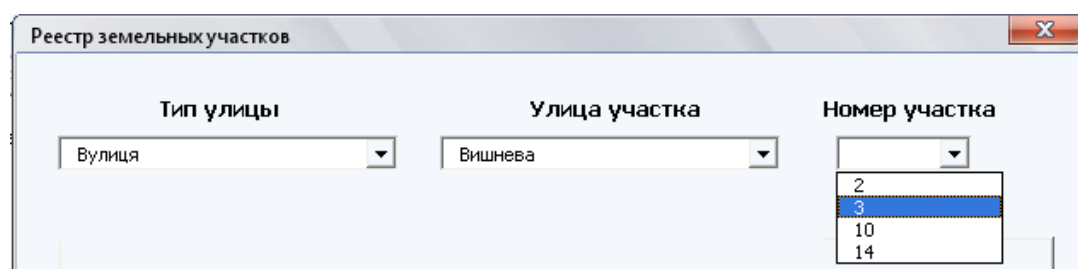 Реестр земельных участков
Тип улицы Улица участка Номер участка
Вулиця Вишнева
2
3
10
14